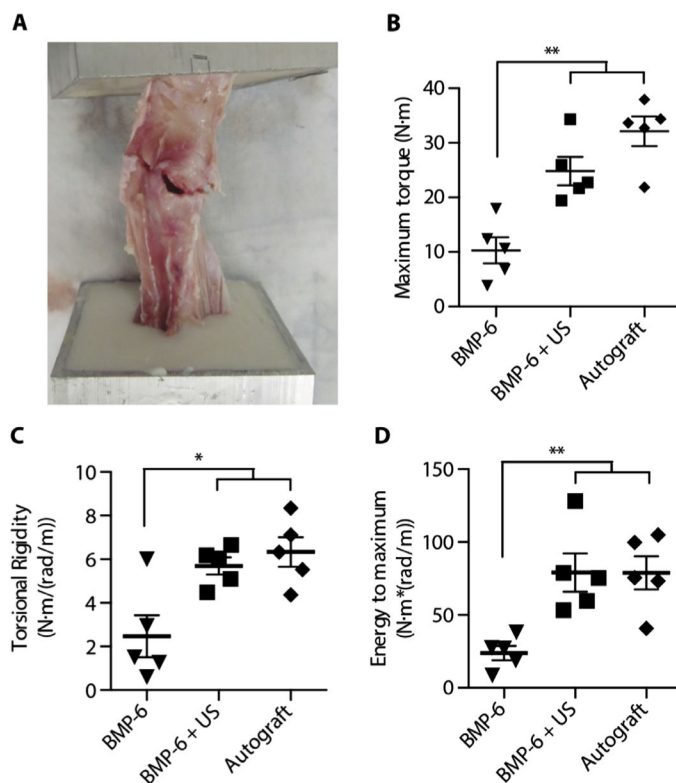 A
B
Maximum torque (N·m)
40
30
20
10
0
**
BMP-6
BMP-6 + US
Autograft
C
Torsional Rigidity
(N·m/(rad/m))
10
8
6
4
2
0
*
BMP-6
BMP-6 + US
Autograft
D
Energy to maximum
(N·m*(rad/m))
150
100
50
0
**
BMP-6
BMP-6 + US
Autograft